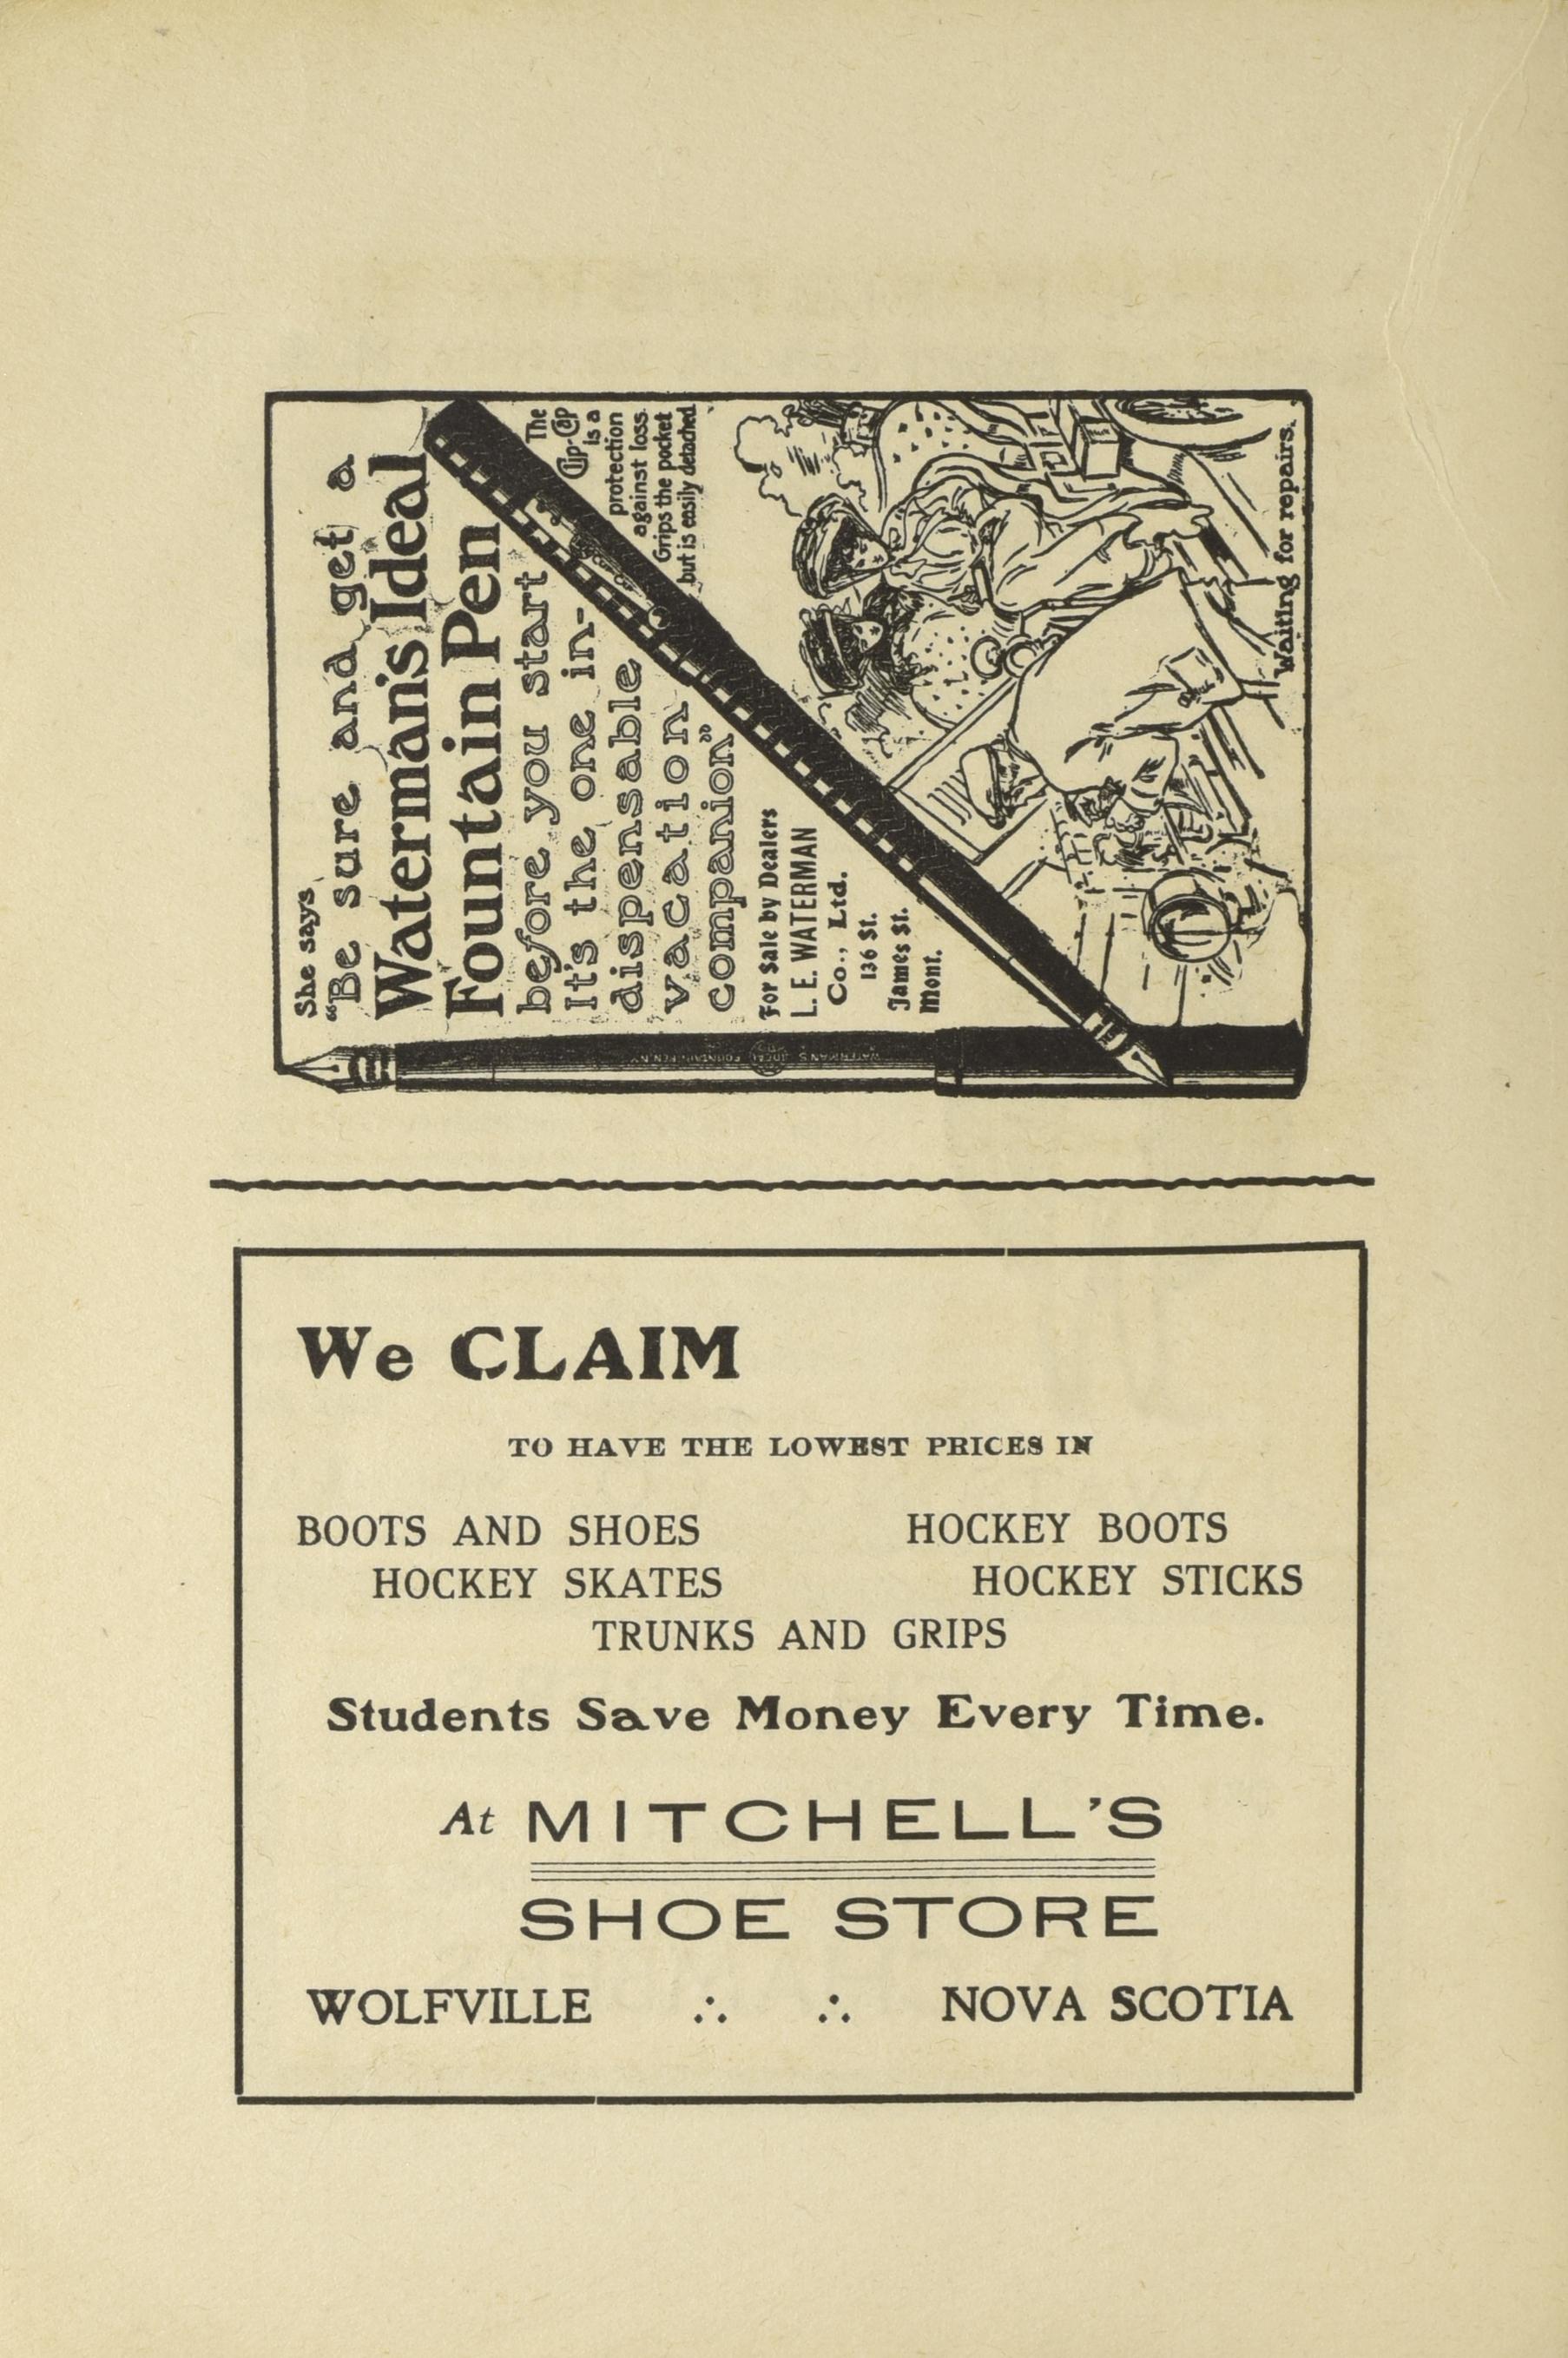 She says
"Be sure and get a
Waterman's Ideal
Fountain Pen
before you start
It's the one in-
dispensable
vacation
companion"
The
Clip-Cap
is a
protection
against loss.
Grips the pocket
but is easily detached
For Sale by Dealers
L. E. WATERMAN
Co., Ltd.
136 St.
James St.
Mont.
Waiting for repairs.
WATERMAN'S IDEAL FOUNTAIN PEN N.Y.
We CLAIM
TO HAVE THE LOWEST PRICES IN
BOOTS AND SHOES HOCKEY BOOTS
HOCKEY SKATES HOCKEY STICKS
TRUNKS AND GRIPS
Students Save Money Every Time.
At MITCHELL'S
SHOE STORE
WOLFVILLE ∴ ∴ NOVA SCOTIA